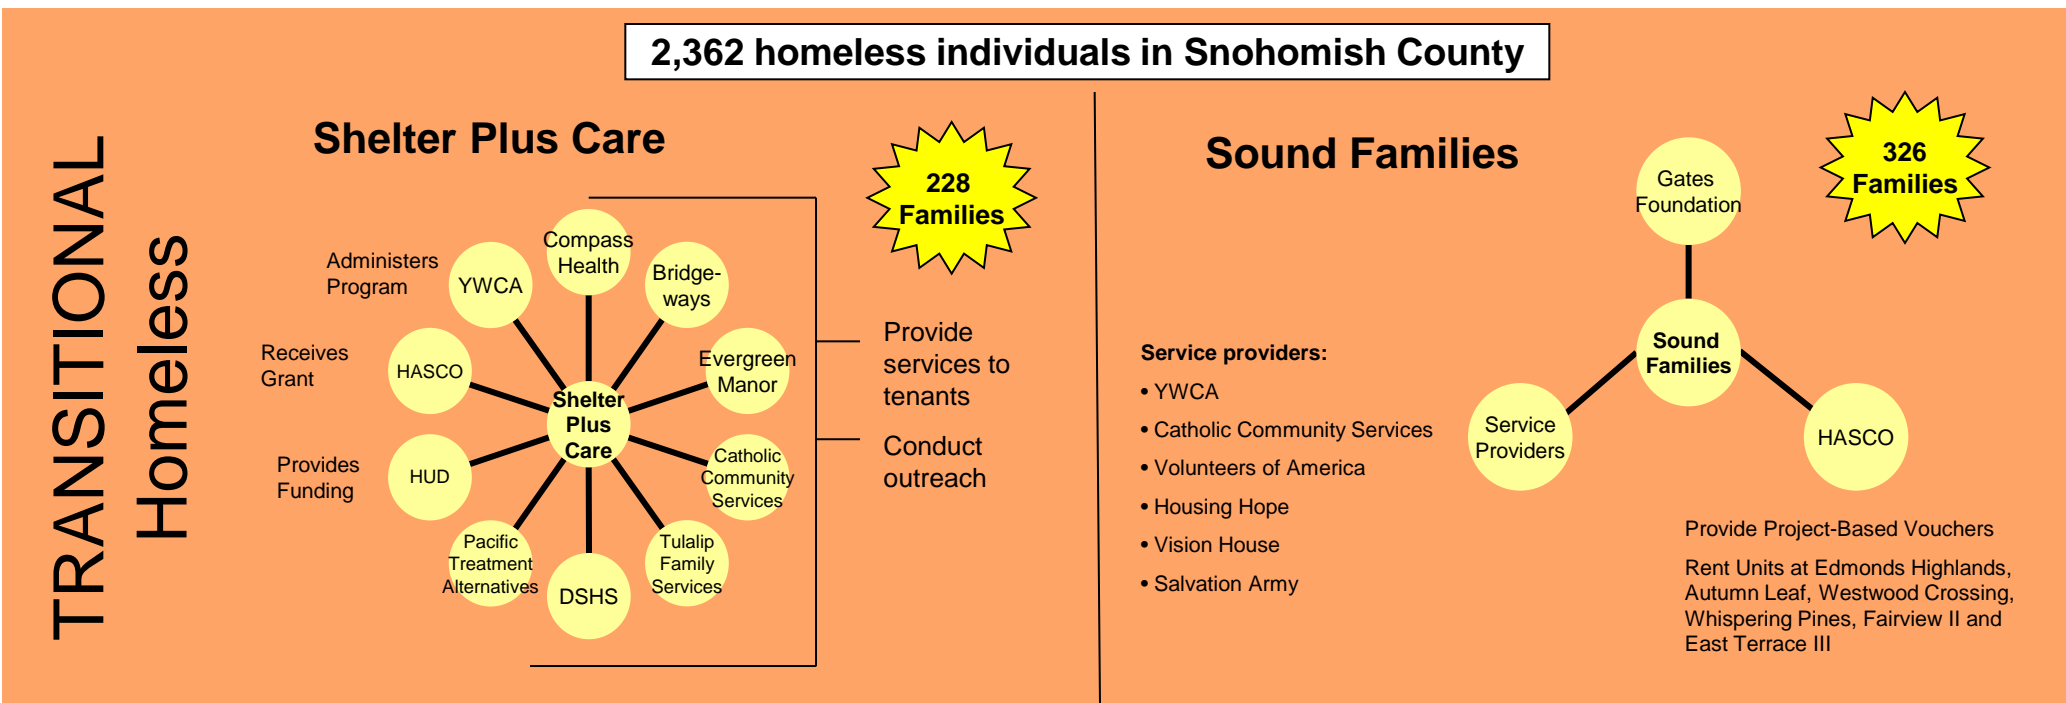 2,362 homeless individuals in Snohomish County
TRANSITIONAL
Homeless
Shelter Plus Care
228
Families
Administers
Program
YWCA
Compass
Health
Bridge-
ways
Receives
Grant
HASCO
Evergreen
Manor
Shelter
Plus
Care
Provides
Funding
HUD
Catholic
Community
Services
Pacific
Treatment
Alternatives
DSHS
Tulalip
Family
Services
Provide
services to
tenants
Conduct
outreach
Sound Families
326
Families
Gates
Foundation
Sound
Families
Service
Providers
HASCO
Service providers:
• YWCA
• Catholic Community Services
• Volunteers of America
• Housing Hope
• Vision House
• Salvation Army
Provide Project-Based Vouchers
Rent Units at Edmonds Highlands,
Autumn Leaf, Westwood Crossing,
Whispering Pines, Fairview II and
East Terrace III